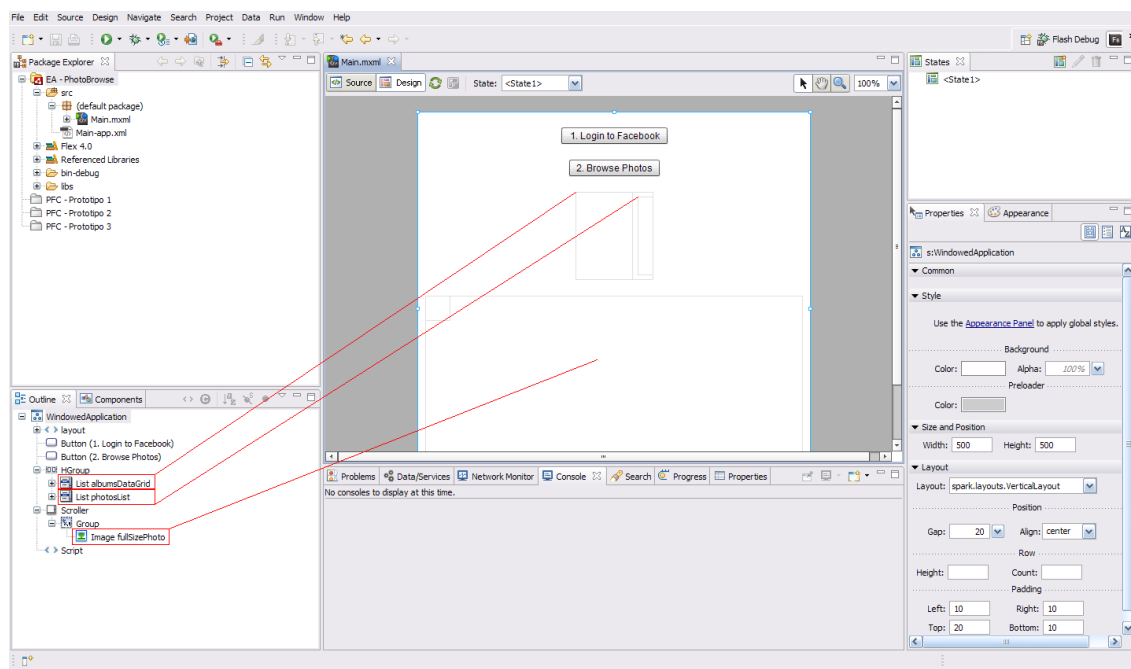 File Edit Source Design Navigate Search Project Data Run Window Help
Flash Debug
Package Explorer
EA - PhotoBrowse
src
(default package)
Main.mxml
Main-app.xml
Flex 4.0
Referenced Libraries
bin-debug
libs
PFC - Prototipo 1
PFC - Prototipo 2
PFC - Prototipo 3
Outline Components
WindowedApplication
layout
Button (1. Login to Facebook)
Button (2. Browse Photos)
HGroup
List albumsDataGrid
List photosList
Scroller
Group
Image fullSizePhoto
Script
Main.mxml
Source Design State: <State1> 100%
1. Login to Facebook
2. Browse Photos
Problems Data/Services Network Monitor Console Search Progress Properties
No consoles to display at this time.
States
<State1>
Properties Appearance
s:WindowedApplication
Common
Style
Use the Appearance Panel to apply global styles.
Background
Color: Alpha: 100%
Preloader
Color:
Size and Position
Width: 500 Height: 500
Layout
Layout: spark.layouts.VerticalLayout
Position
Gap: 20 Align: center
Row
Height: Count:
Padding
Left: 10 Right: 10
Top: 20 Bottom: 10